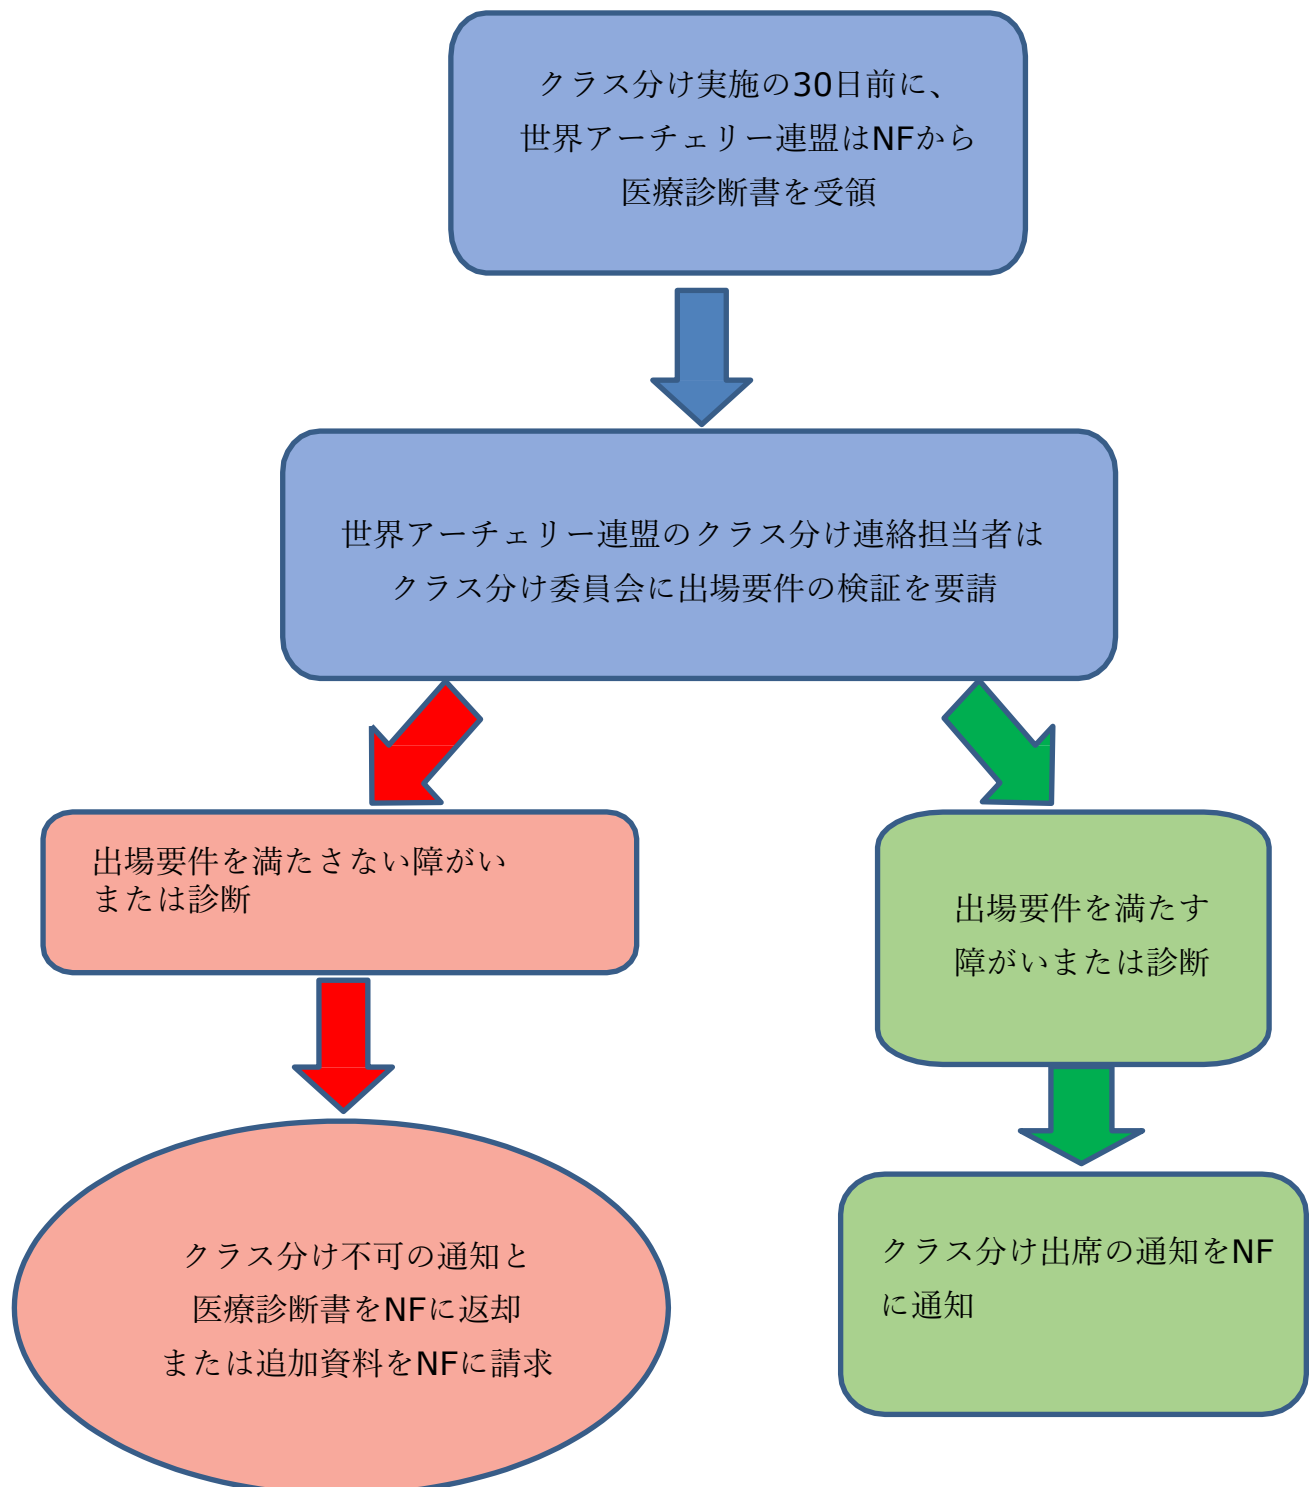 クラス分け実施の30日前に、
世界アーチェリー連盟はNFから
医療診断書を受領
世界アーチェリー連盟のクラス分け連絡担当者は
クラス分け委員会に出場要件の検証を要請
出場要件を満たさない障がい
または診断
出場要件を満たす
障がいまたは診断
クラス分け不可の通知と
医療診断書をNFに返却
または追加資料をNFに請求
クラス分け出席の通知をNF
に通知